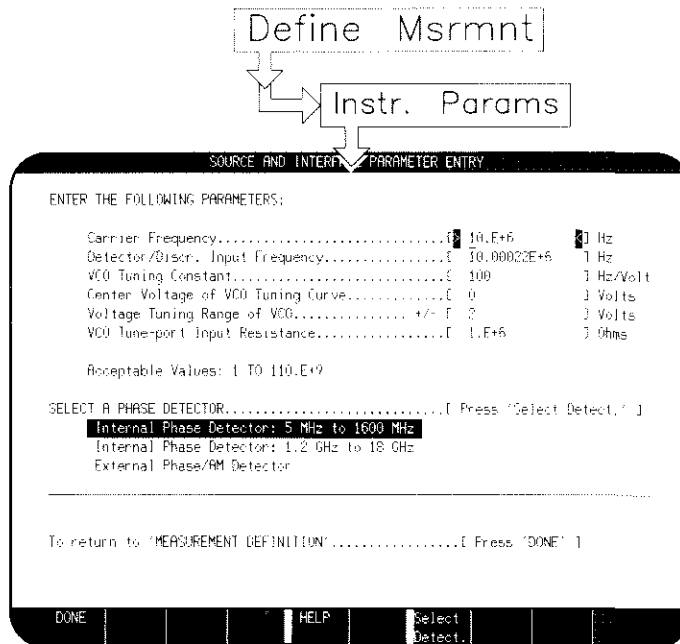 Define Msrmnt
Instr. Params
SOURCE AND INTERF PARAMETER ENTRY
ENTER THE FOLLOWING PARAMETERS:
Carrier Frequency..............................[> 10.E+6 <] Hz
Detector/Discr. Input Frequency................[ 10.00022E+6 ] Hz
VCO Tuning Constant............................[ 100 ] Hz/Volt
Center Voltage of VCO Tuning Curve.............[ 0 ] Volts
Voltage Tuning Range of VCO............... +/- [ 2 ] Volts
VCO Tune-port Input Resistance.................[ 1.E+6 ] Ohms
Acceptable Values: 1 TO 110.E+9
SELECT A PHASE DETECTOR............................[ Press 'Select Detect.' ]
Internal Phase Detector: 5 MHz to 1600 MHz
Internal Phase Detector: 1.2 GHz to 18 GHz
External Phase/AM Detector
To return to 'MEASUREMENT DEFINITION'.................[ Press 'DONE' ]
DONE HELP Select
Detect.